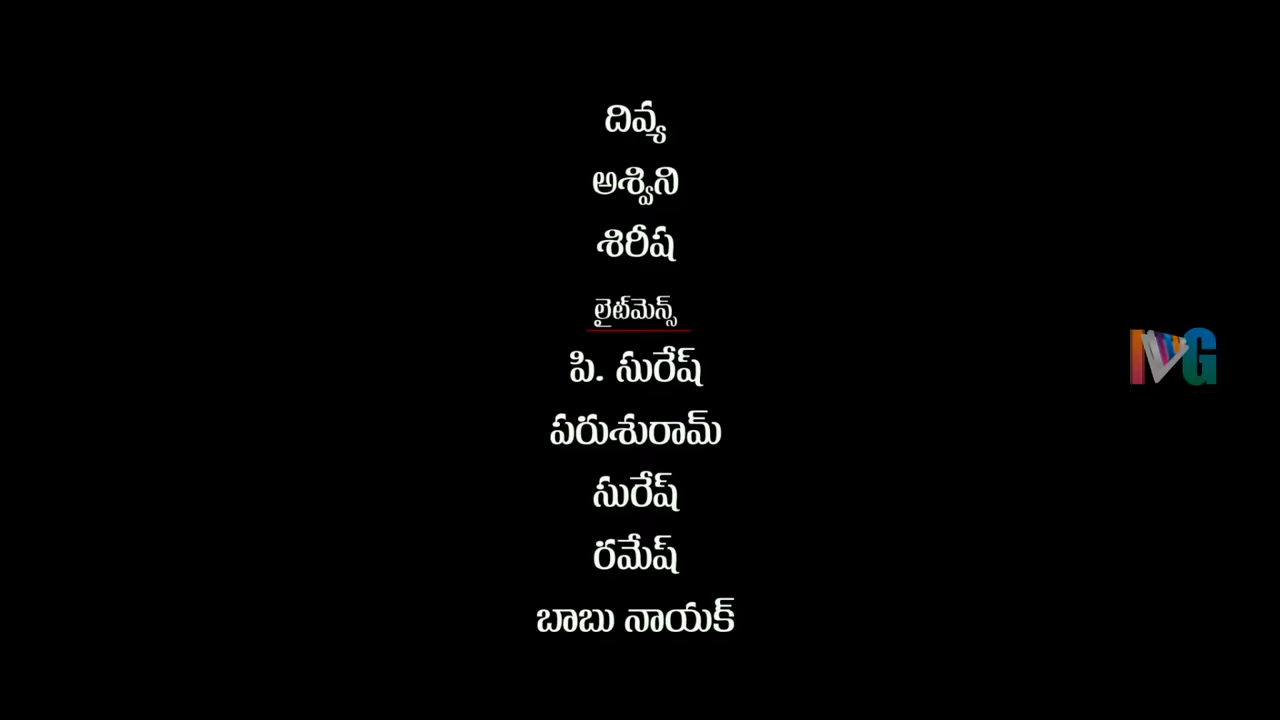 దివ్య
అశ్విని
శిరీష
లైట్‌మెన్స్
పి. సురేష్
పరుశురామ్
సురేష్
రమేష్
బాబు నాయక్